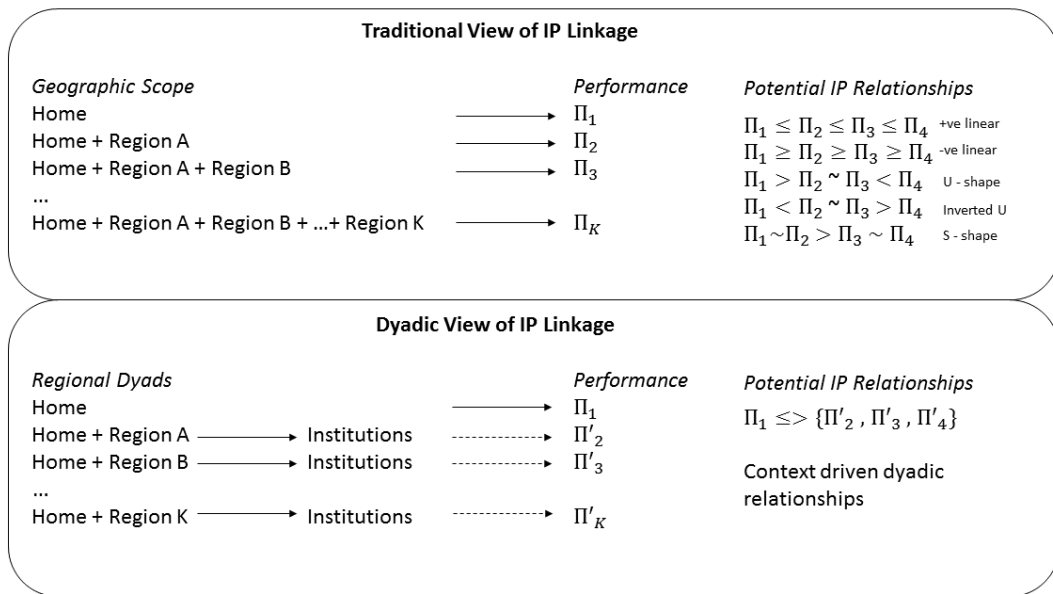 Traditional View of IP Linkage
Geographic Scope Performance Potential IP Relationships
Home Π₁ Π₁ ≤ Π₂ ≤ Π₃ ≤ Π₄ +ve linear
Home + Region A Π₂ Π₁ ≥ Π₂ ≥ Π₃ ≥ Π₄ -ve linear
Home + Region A + Region B Π₃ Π₁ > Π₂ ~ Π₃ < Π₄ U - shape
... Π₁ < Π₂ ~ Π₃ > Π₄ Inverted U
Home + Region A + Region B + ...+ Region K Π_K Π₁~Π₂ > Π₃ ~ Π₄ S - shape
Dyadic View of IP Linkage
Regional Dyads Performance Potential IP Relationships
Home Π₁ Π₁ ≤> {Π'₂ , Π'₃ , Π'₄}
Home + Region A Institutions Π'₂
Home + Region B Institutions Π'₃ Context driven dyadic
... relationships
Home + Region K Institutions Π'_K